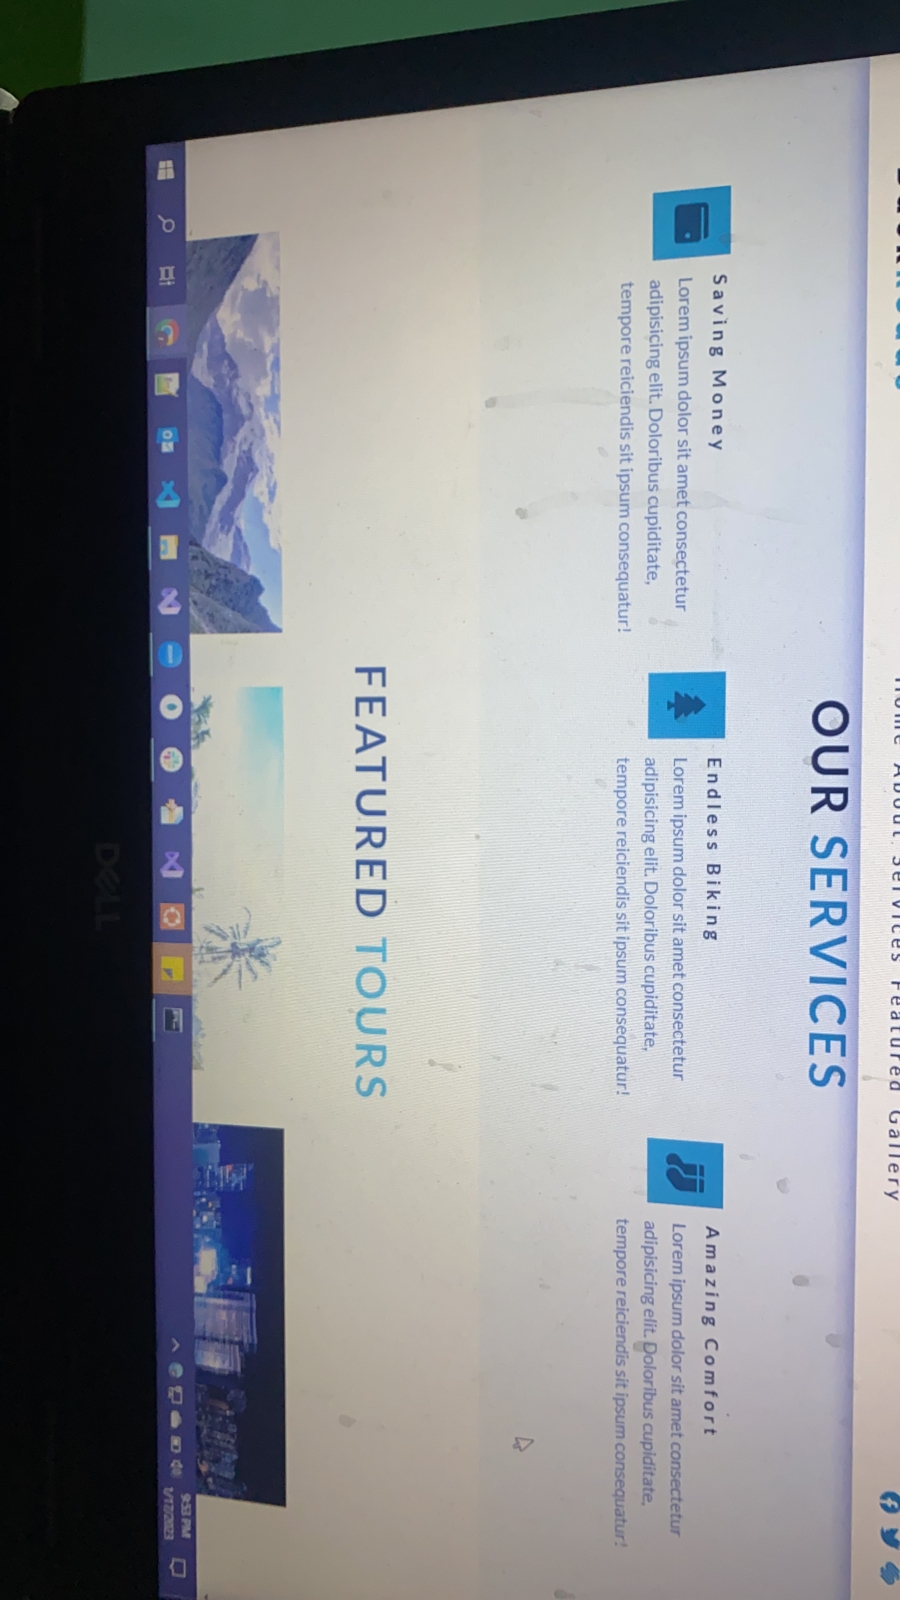 Home About Services Featured Gallery
OUR SERVICES
Saving Money
Lorem ipsum dolor sit amet consectetur
adipisicing elit. Doloribus cupiditate,
tempore reiciendis sit ipsum consequatur!
Endless Biking
Lorem ipsum dolor sit amet consectetur
adipisicing elit. Doloribus cupiditate,
tempore reiciendis sit ipsum consequatur!
Amazing Comfort
Lorem ipsum dolor sit amet consectetur
adipisicing elit. Doloribus cupiditate,
tempore reiciendis sit ipsum consequatur!
FEATURED TOURS
9:53 PM
1/17/2023
DELL